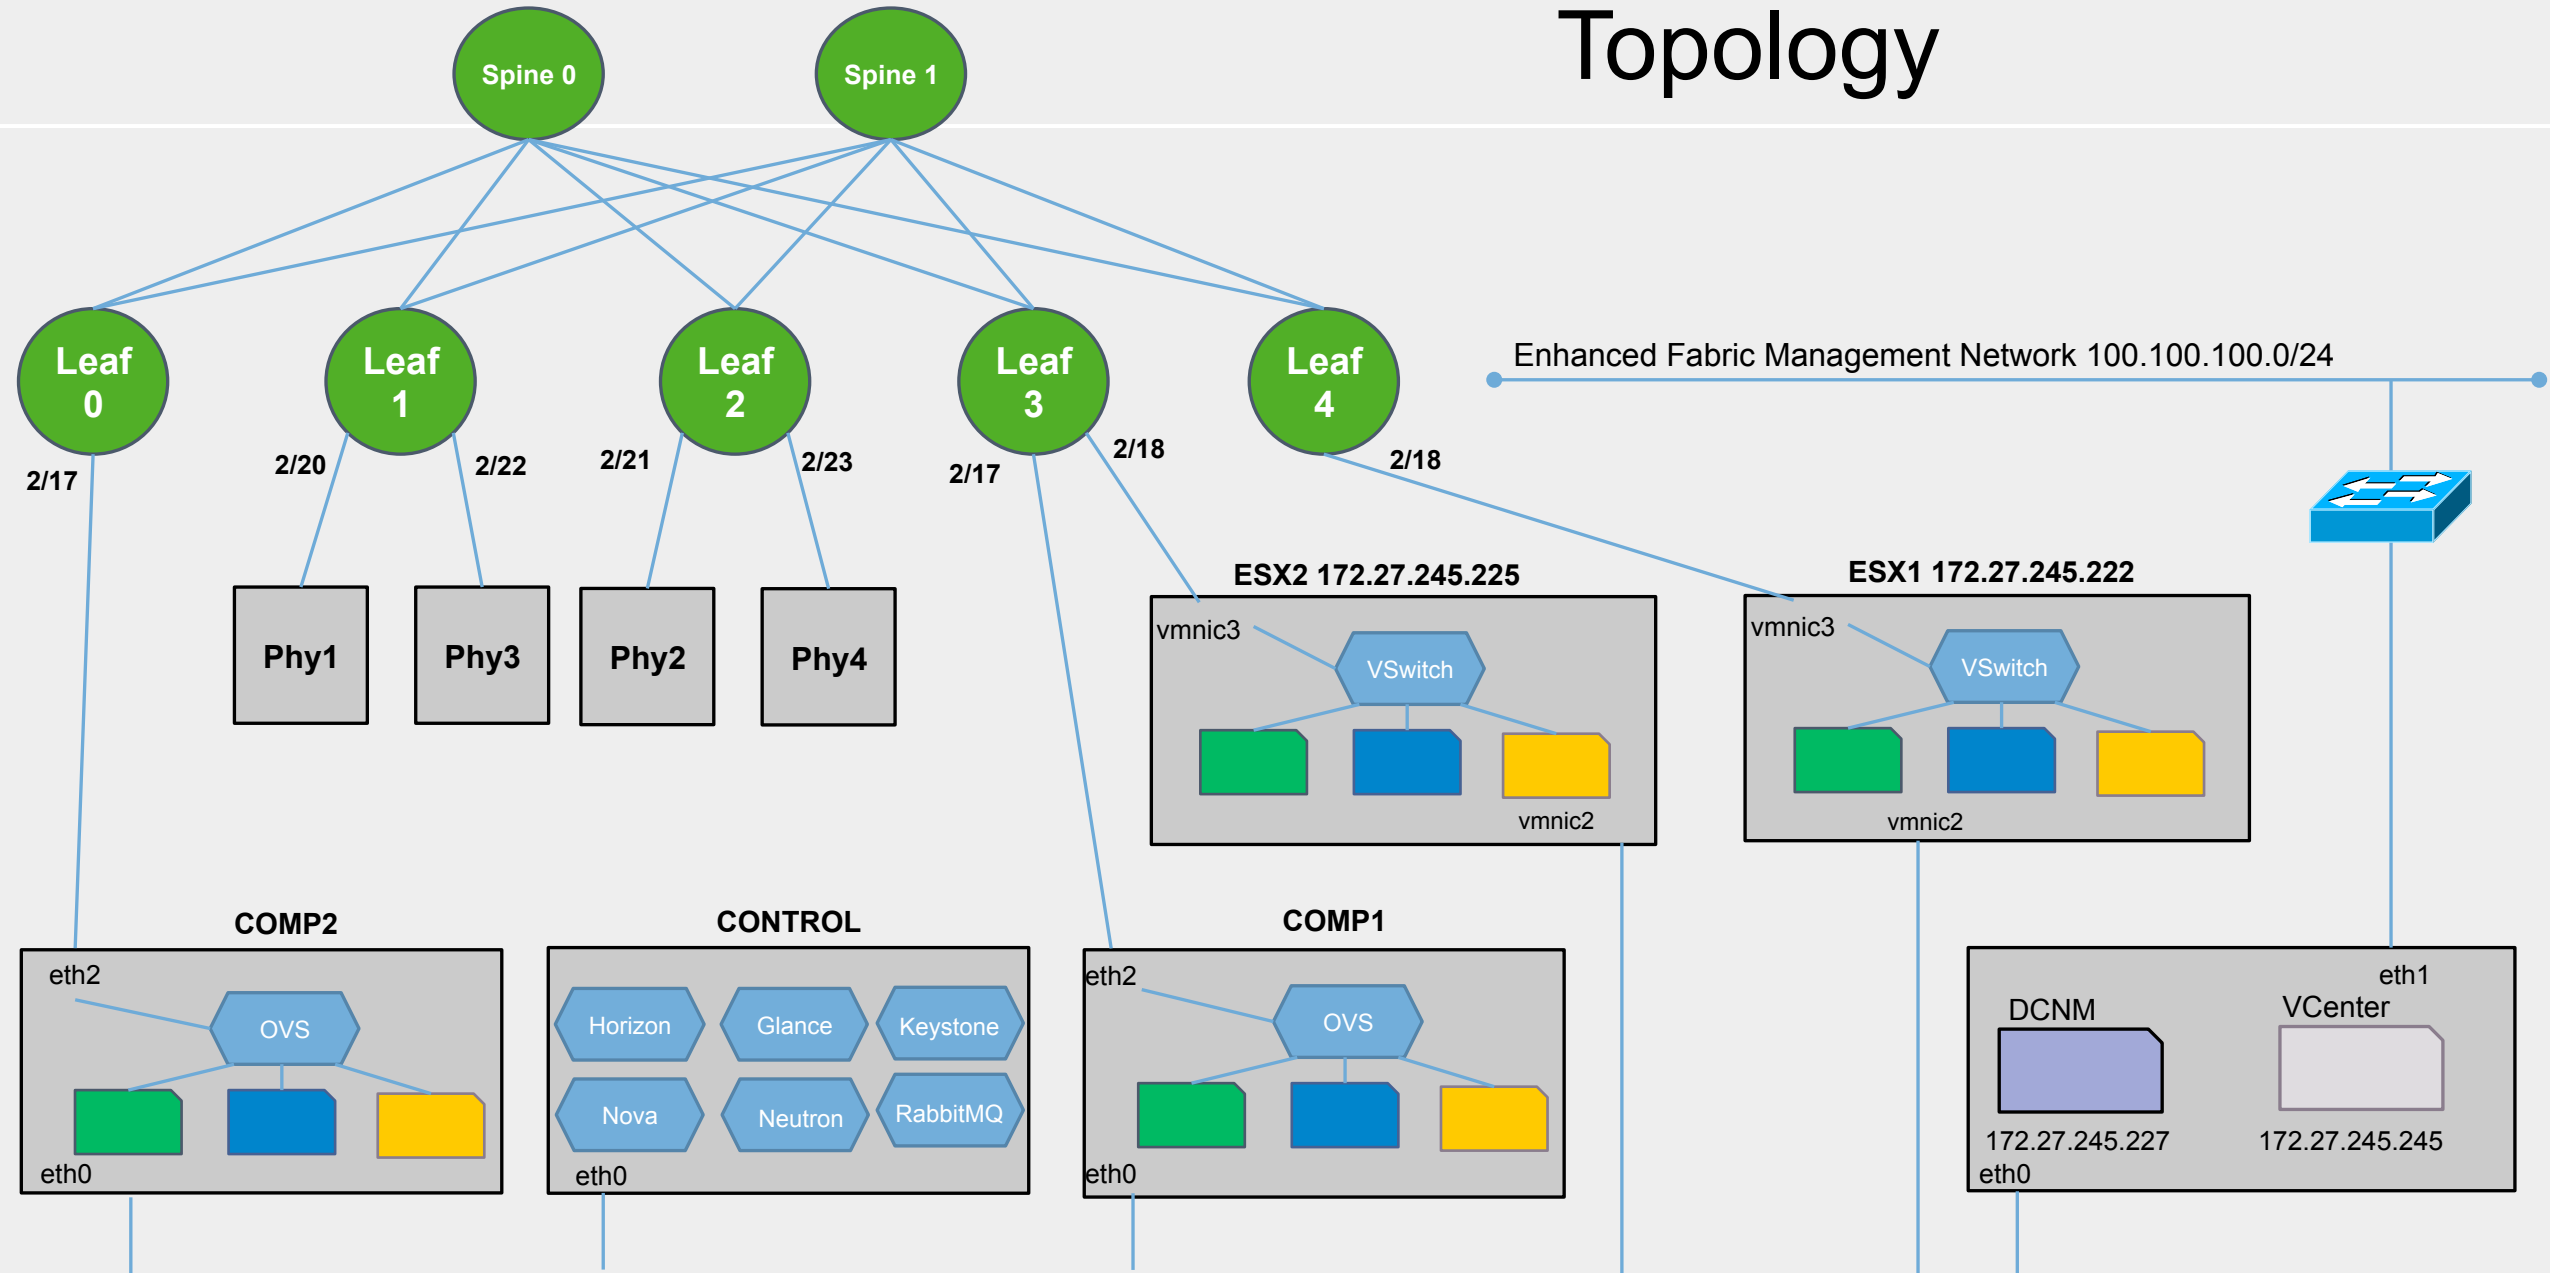 Topology
Spine 0
Spine 1
Enhanced Fabric Management Network 100.100.100.0/24
Leaf
0
Leaf
1
Leaf
2
Leaf
3
Leaf
4
2/17
2/20
2/22
2/21
2/23
2/17
2/18
2/18
Phy1
Phy3
Phy2
Phy4
ESX2 172.27.245.225
vmnic3
VSwitch
vmnic2
ESX1 172.27.245.222
vmnic3
VSwitch
vmnic2
COMP2
eth2
OVS
eth0
CONTROL
Horizon
Glance
Keystone
Nova
Neutron
RabbitMQ
eth0
COMP1
eth2
OVS
eth0
eth1
DCNM
VCenter
172.27.245.227
172.27.245.245
eth0